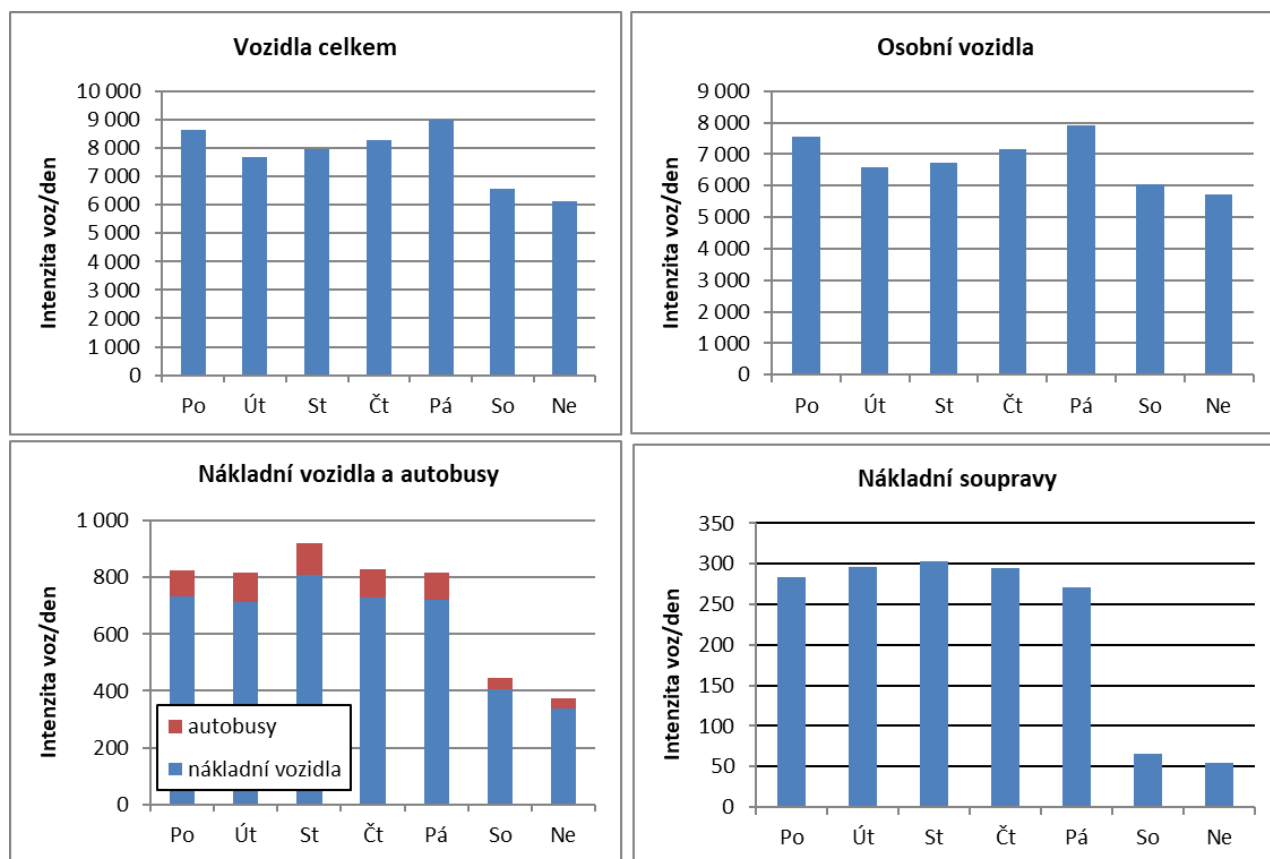 Vozidla celkem
Intenzita voz/den
10 000
9 000
8 000
7 000
6 000
5 000
4 000
3 000
2 000
1 000
0
Po Út St Čt Pá So Ne
Osobní vozidla
Intenzita voz/den
9 000
8 000
7 000
6 000
5 000
4 000
3 000
2 000
1 000
0
Po Út St Čt Pá So Ne
Nákladní vozidla a autobusy
Intenzita voz/den
1 000
800
600
400
200
0
autobusy
nákladní vozidla
Po Út St Čt Pá So Ne
Nákladní soupravy
Intenzita voz/den
350
300
250
200
150
100
50
0
Po Út St Čt Pá So Ne